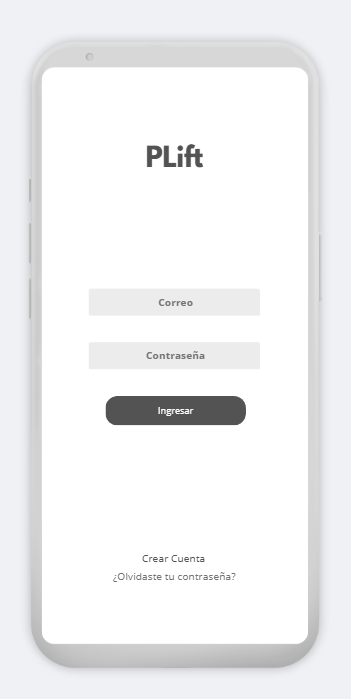 PLift
Correo
Contraseña
Ingresar
Crear Cuenta
¿Olvidaste tu contraseña?